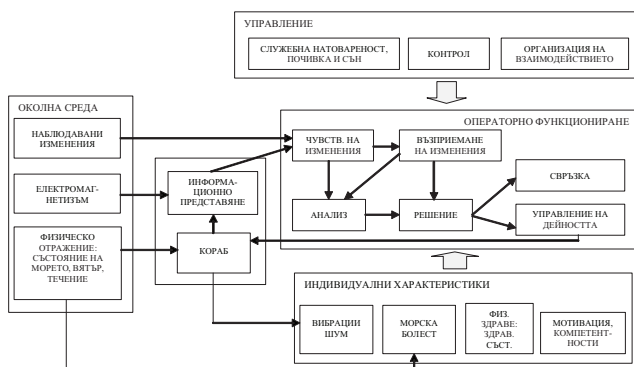 УПРАВЛЕНИЕ
СЛУЖЕБНА НАТОВАРЕНОСТ,
ПОЧИВКА И СЪН
КОНТРОЛ
ОРГАНИЗАЦИЯ НА
ВЗАИМОДЕЙСТВИЕТО
ОКОЛНА СРЕДА
НАБЛЮДАВАНИ
ИЗМЕНЕНИЯ
ЕЛЕКТРОМАГ-
НЕТИЗЪМ
ФИЗИЧЕСКО
ОТРАЖЕНИЕ:
СЪСТОЯНИЕ НА
МОРЕТО, ВЯТЪР,
ТЕЧЕНИЕ
ИНФОРМА-
ЦИОННО
ПРЕДСТАВЯНЕ
КОРАБ
ОПЕРАТОРНО ФУНКЦИОНИРАНЕ
ЧУВСТВ. НА
ИЗМЕНЕНИЯ
ВЪЗПРИЕМАНЕ
НА ИЗМЕНЕНИЯ
АНАЛИЗ
РЕШЕНИЕ
СВРЪЗКА
УПРАВЛЕНИЕ НА
ДЕЙНОСТТА
ИНДИВИДУАЛНИ ХАРАКТЕРИСТИКИ
ВИБРАЦИИ
ШУМ
МОРСКА
БОЛЕСТ
ФИЗ.
ЗДРАВЕ:
ЗДРАВ.
СЪСТ.
МОТИВАЦИЯ,
КОМПЕТЕНТ-
НОСТИ